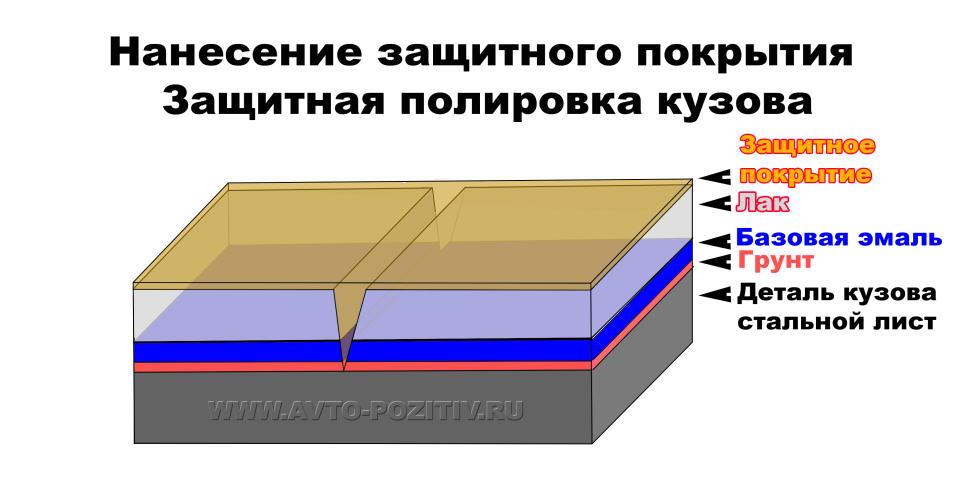 Нанесение защитного покрытия
Защитная полировка кузова
Защитное
покрытие
Лак
Базовая эмаль
Грунт
Деталь кузова
стальной лист
WWW.AVTO-POZITIV.RU